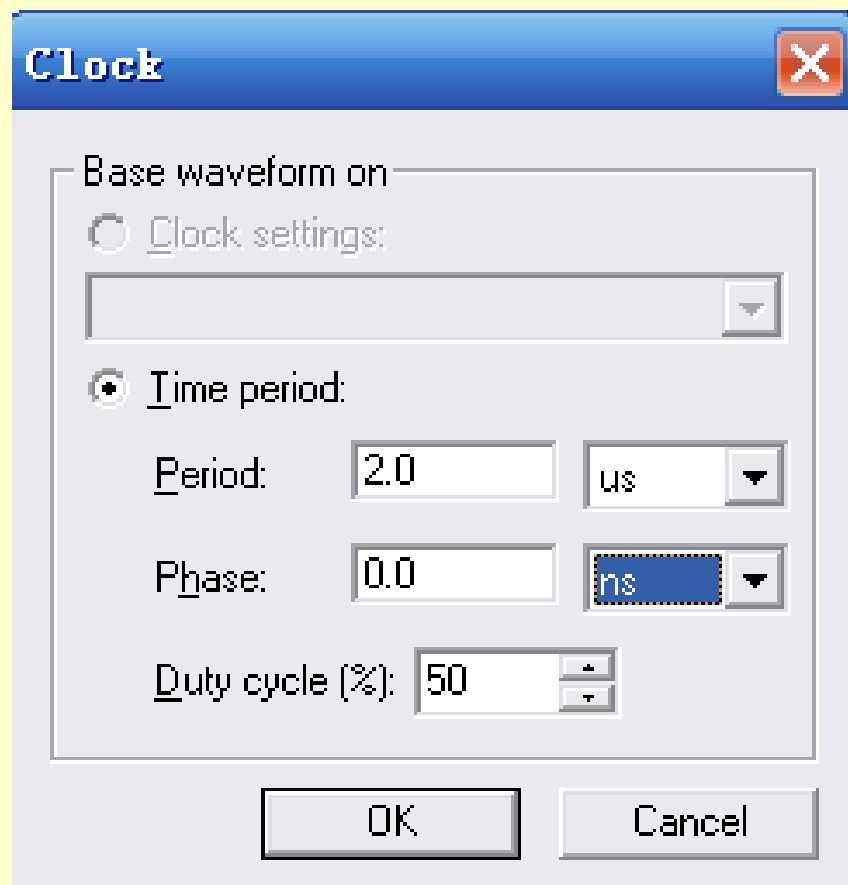 Clock
Base waveform on
Clock settings:
Time period:
Period: 2.0 us
Phase: 0.0 ns
Duty cycle (%): 50
OK Cancel